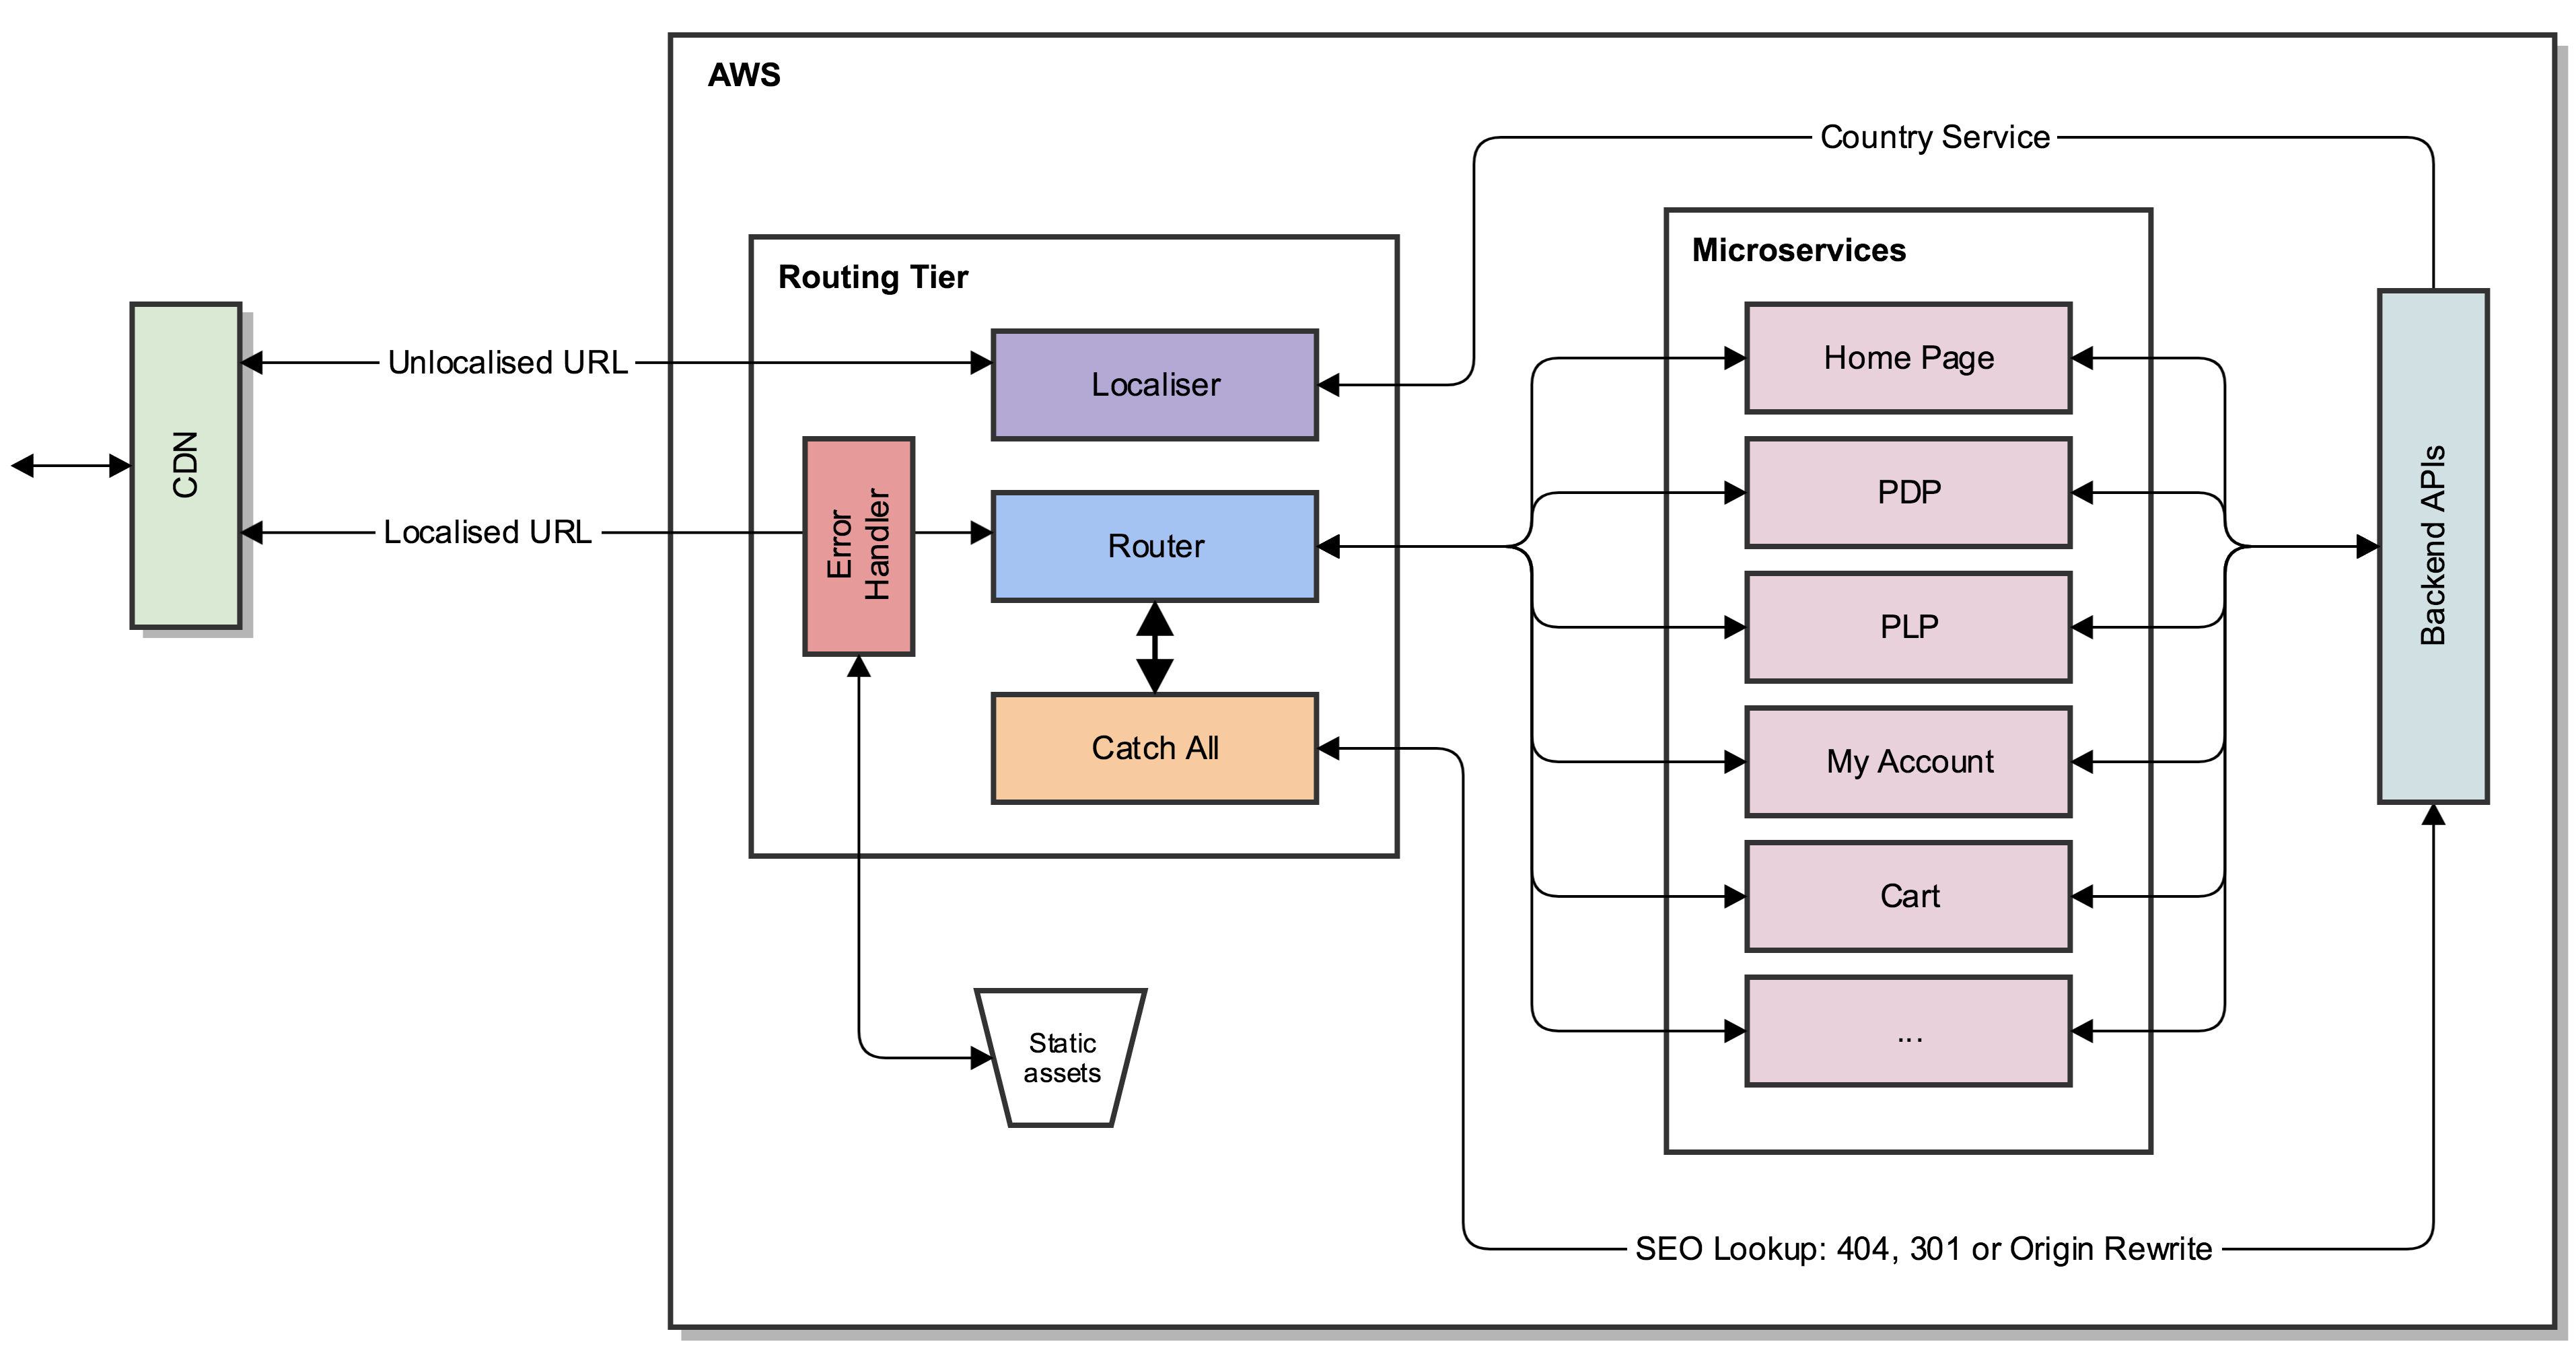 AWS
Country Service
Routing Tier
Microservices
Unlocalised URL
Localiser
Home Page
CDN
Localised URL
Error
Handler
Router
PDP
PLP
Backend APIs
Catch All
My Account
Cart
...
Static
assets
SEO Lookup: 404, 301 or Origin Rewrite